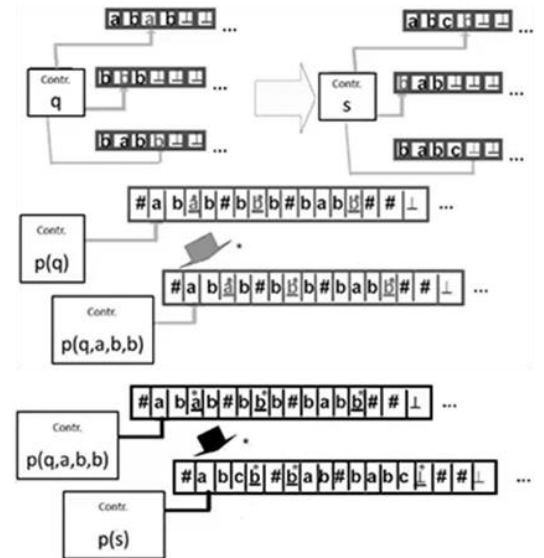 a b a b ⊥ ⊥ ...
a b c b ⊥ ...
Contr.
q
b b b ⊥ ⊥ ⊥ ...
Contr.
s
b a b ⊥ ⊥ ⊥ ...
b a b b ⊥ ⊥ ...
b a b c ⊥ ⊥ ...
# a b a* b # b b* b # b a b b* # # ⊥ ...
Contr.
p(q)
*
# a b a* b # b b* b # b a b b* # # ⊥ ...
Contr.
p(q,a,b,b)
# a b a* b # b b* b # b a b b* # # ⊥ ...
Contr.
p(q,a,b,b)
*
# a b c b* # b* a b # b a b c ⊥* # # ⊥ ...
Contr.
p(s)